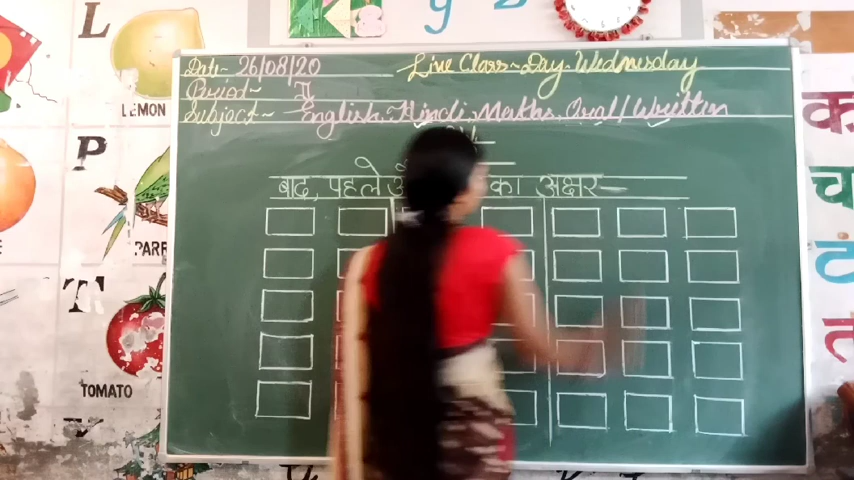 L
LEMON
P
T
TOMATO
Date- 26/08/20 Live Class- Day- Wednesday
Period- II
Subject- English, Hindi, Maths, Oral/Written
बाद, पहले का अक्षर-
क
च
ट
त